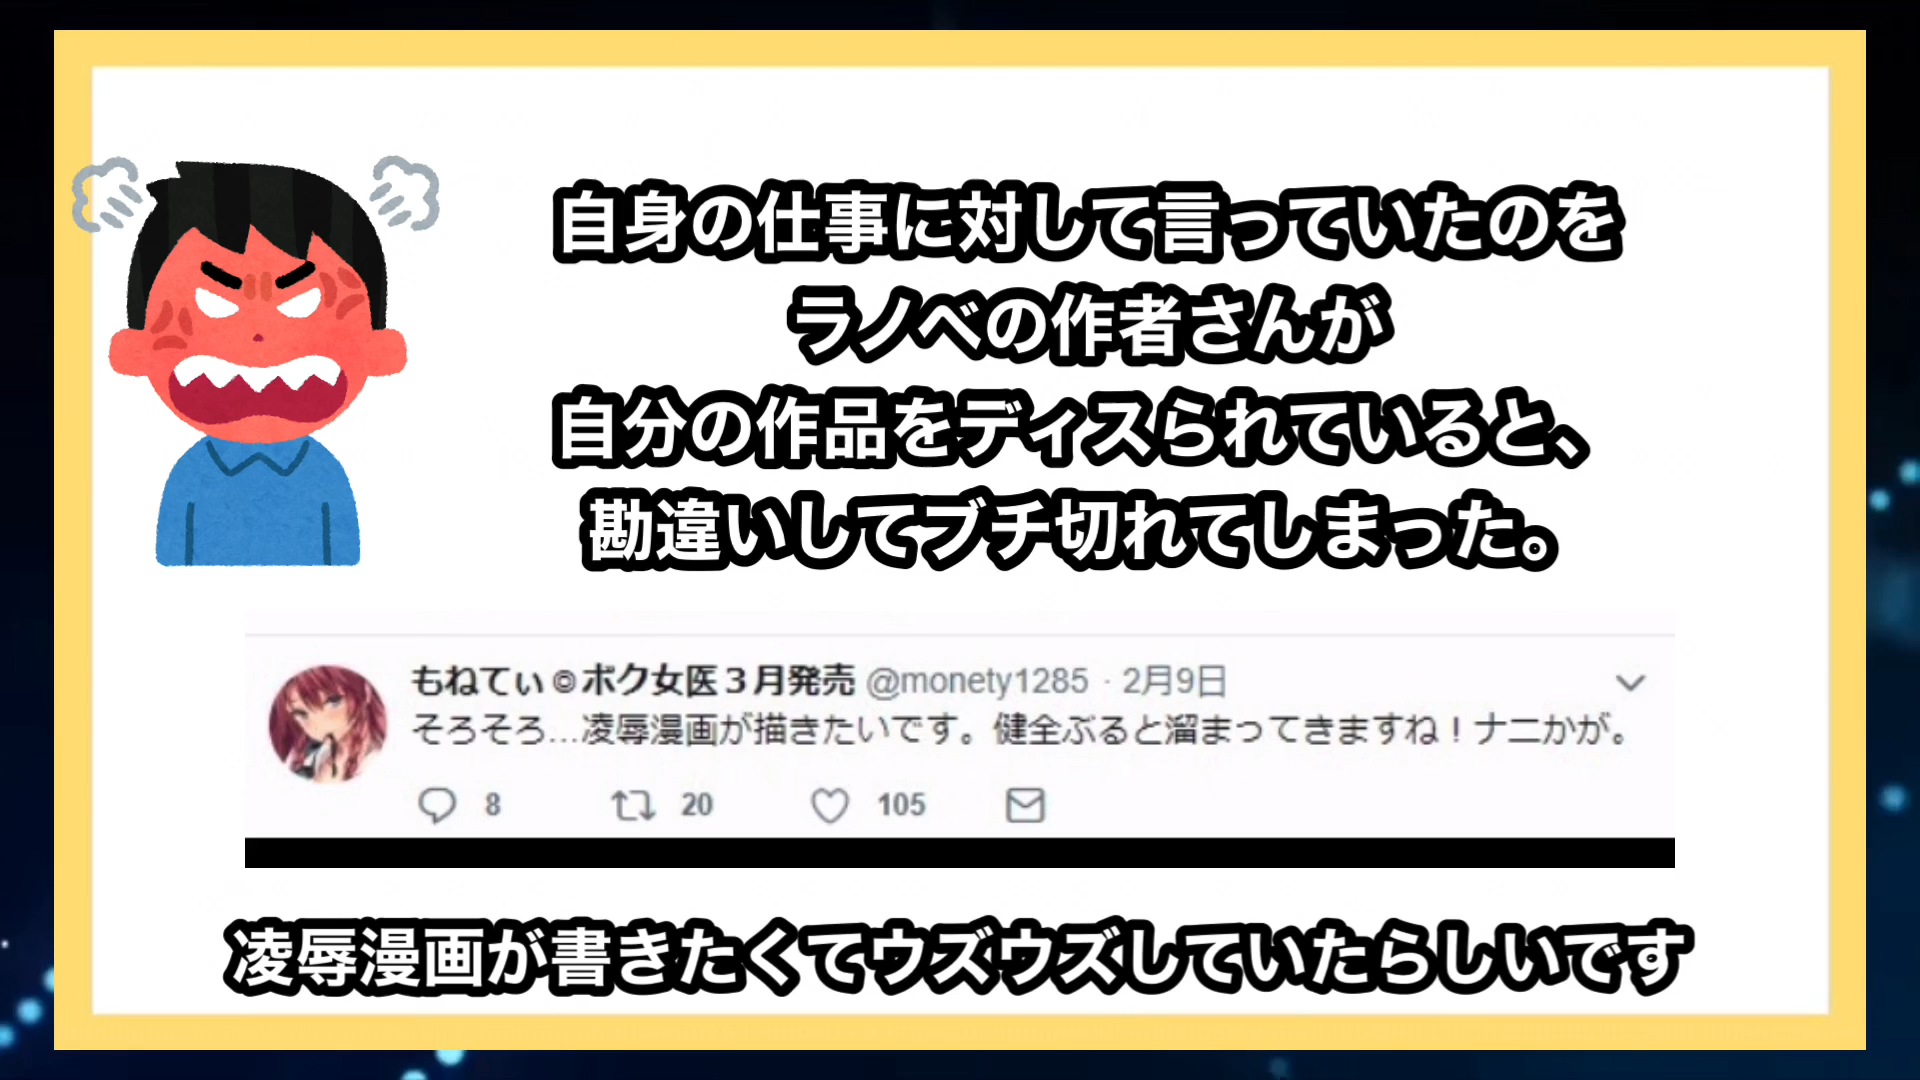 自身の仕事に対して言っていたのを
ラノベの作者さんが
自分の作品をディスられていると、
勘違いしてブチ切れてしまった。
もねてぃ◎ポク女医3月発売 @monety1285 · 2月9日
そろそろ…凌辱漫画が描きたいです。健全ぶると溜まってきますね！ナニかが。
8 20 105
凌辱漫画が書きたくてウズウズしていたらしいです